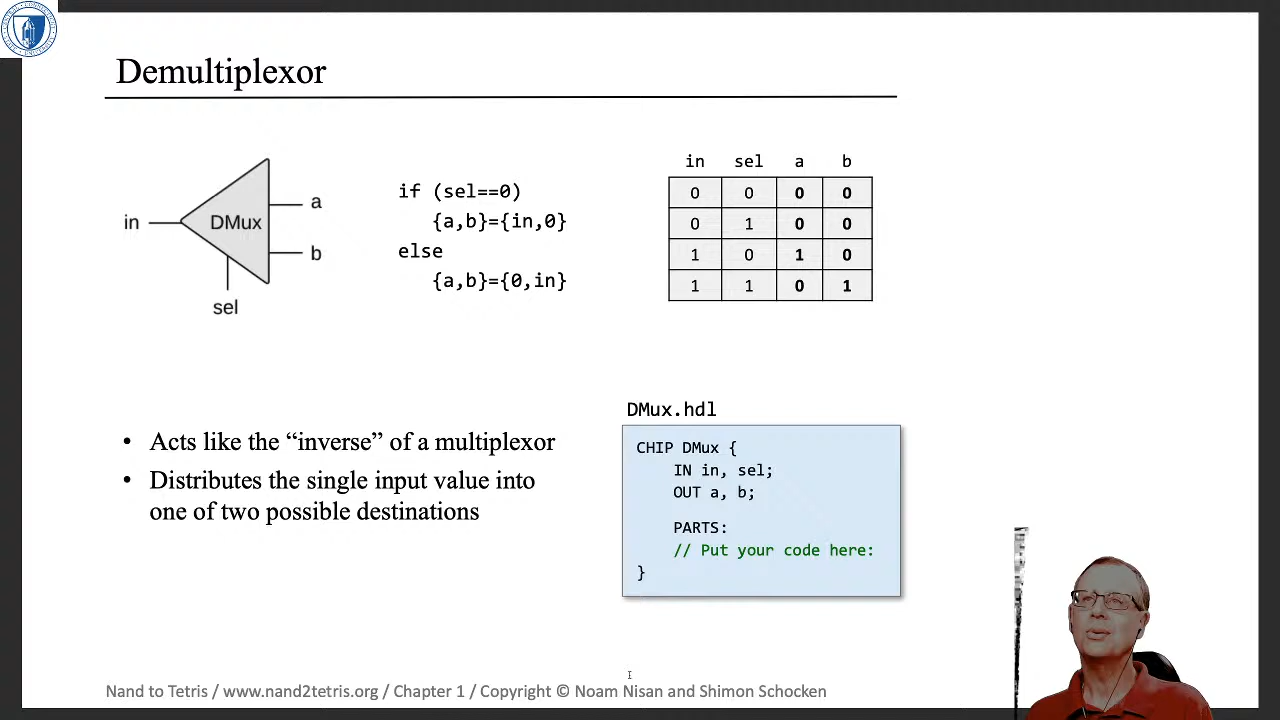 Demultiplexor
in
DMux
a
b
sel
if (sel==0)
{a,b}={in,0}
else
{a,b}={0,in}
in sel a b
0 0 0 0
0 1 0 0
1 0 1 0
1 1 0 1
• Acts like the “inverse” of a multiplexor
• Distributes the single input value into
one of two possible destinations
DMux.hdl
CHIP DMux {
IN in, sel;
OUT a, b;
PARTS:
// Put your code here:
}
Nand to Tetris / www.nand2tetris.org / Chapter 1 / Copyright © Noam Nisan and Shimon Schocken